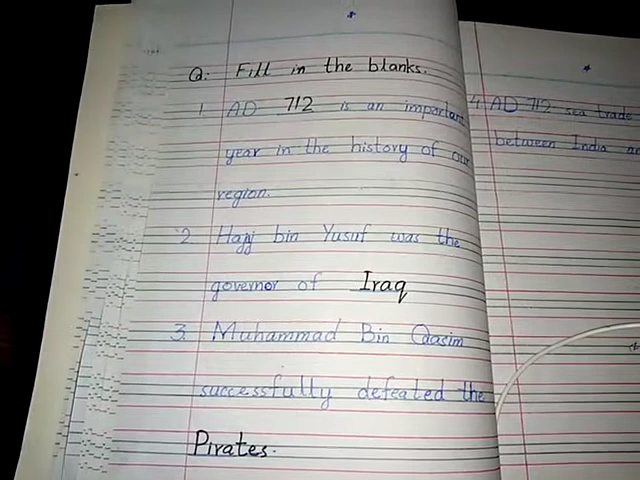 Q: Fill in the blanks.
1. AD 712 is an important
year in the history of our
region.
2. Hajj bin Yusuf was the
governor of Iraq
3. Muhammad Bin Qasim
successfully defeated the
Pirates.
4 AD 712 sea trade
between India